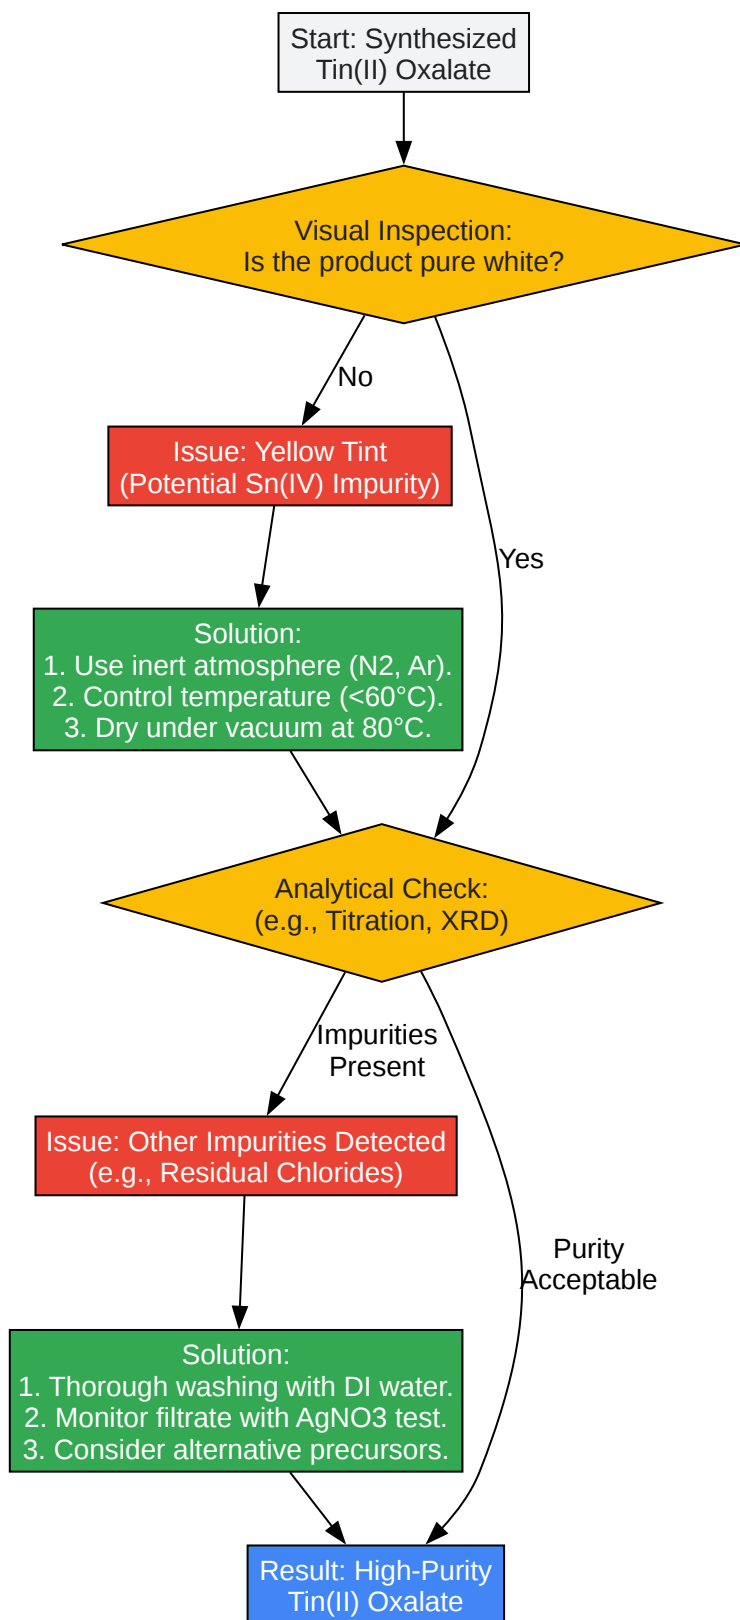 Start: Synthesized
Tin(II) Oxalate
Visual Inspection:
Is the product pure white?
No
Issue: Yellow Tint
(Potential Sn(IV) Impurity)
Yes
Solution:
1. Use inert atmosphere (N2, Ar).
2. Control temperature (<60°C).
3. Dry under vacuum at 80°C.
Analytical Check:
(e.g., Titration, XRD)
Impurities
Present
Issue: Other Impurities Detected
(e.g., Residual Chlorides)
Purity
Acceptable
Solution:
1. Thorough washing with DI water.
2. Monitor filtrate with AgNO3 test.
3. Consider alternative precursors.
Result: High-Purity
Tin(II) Oxalate